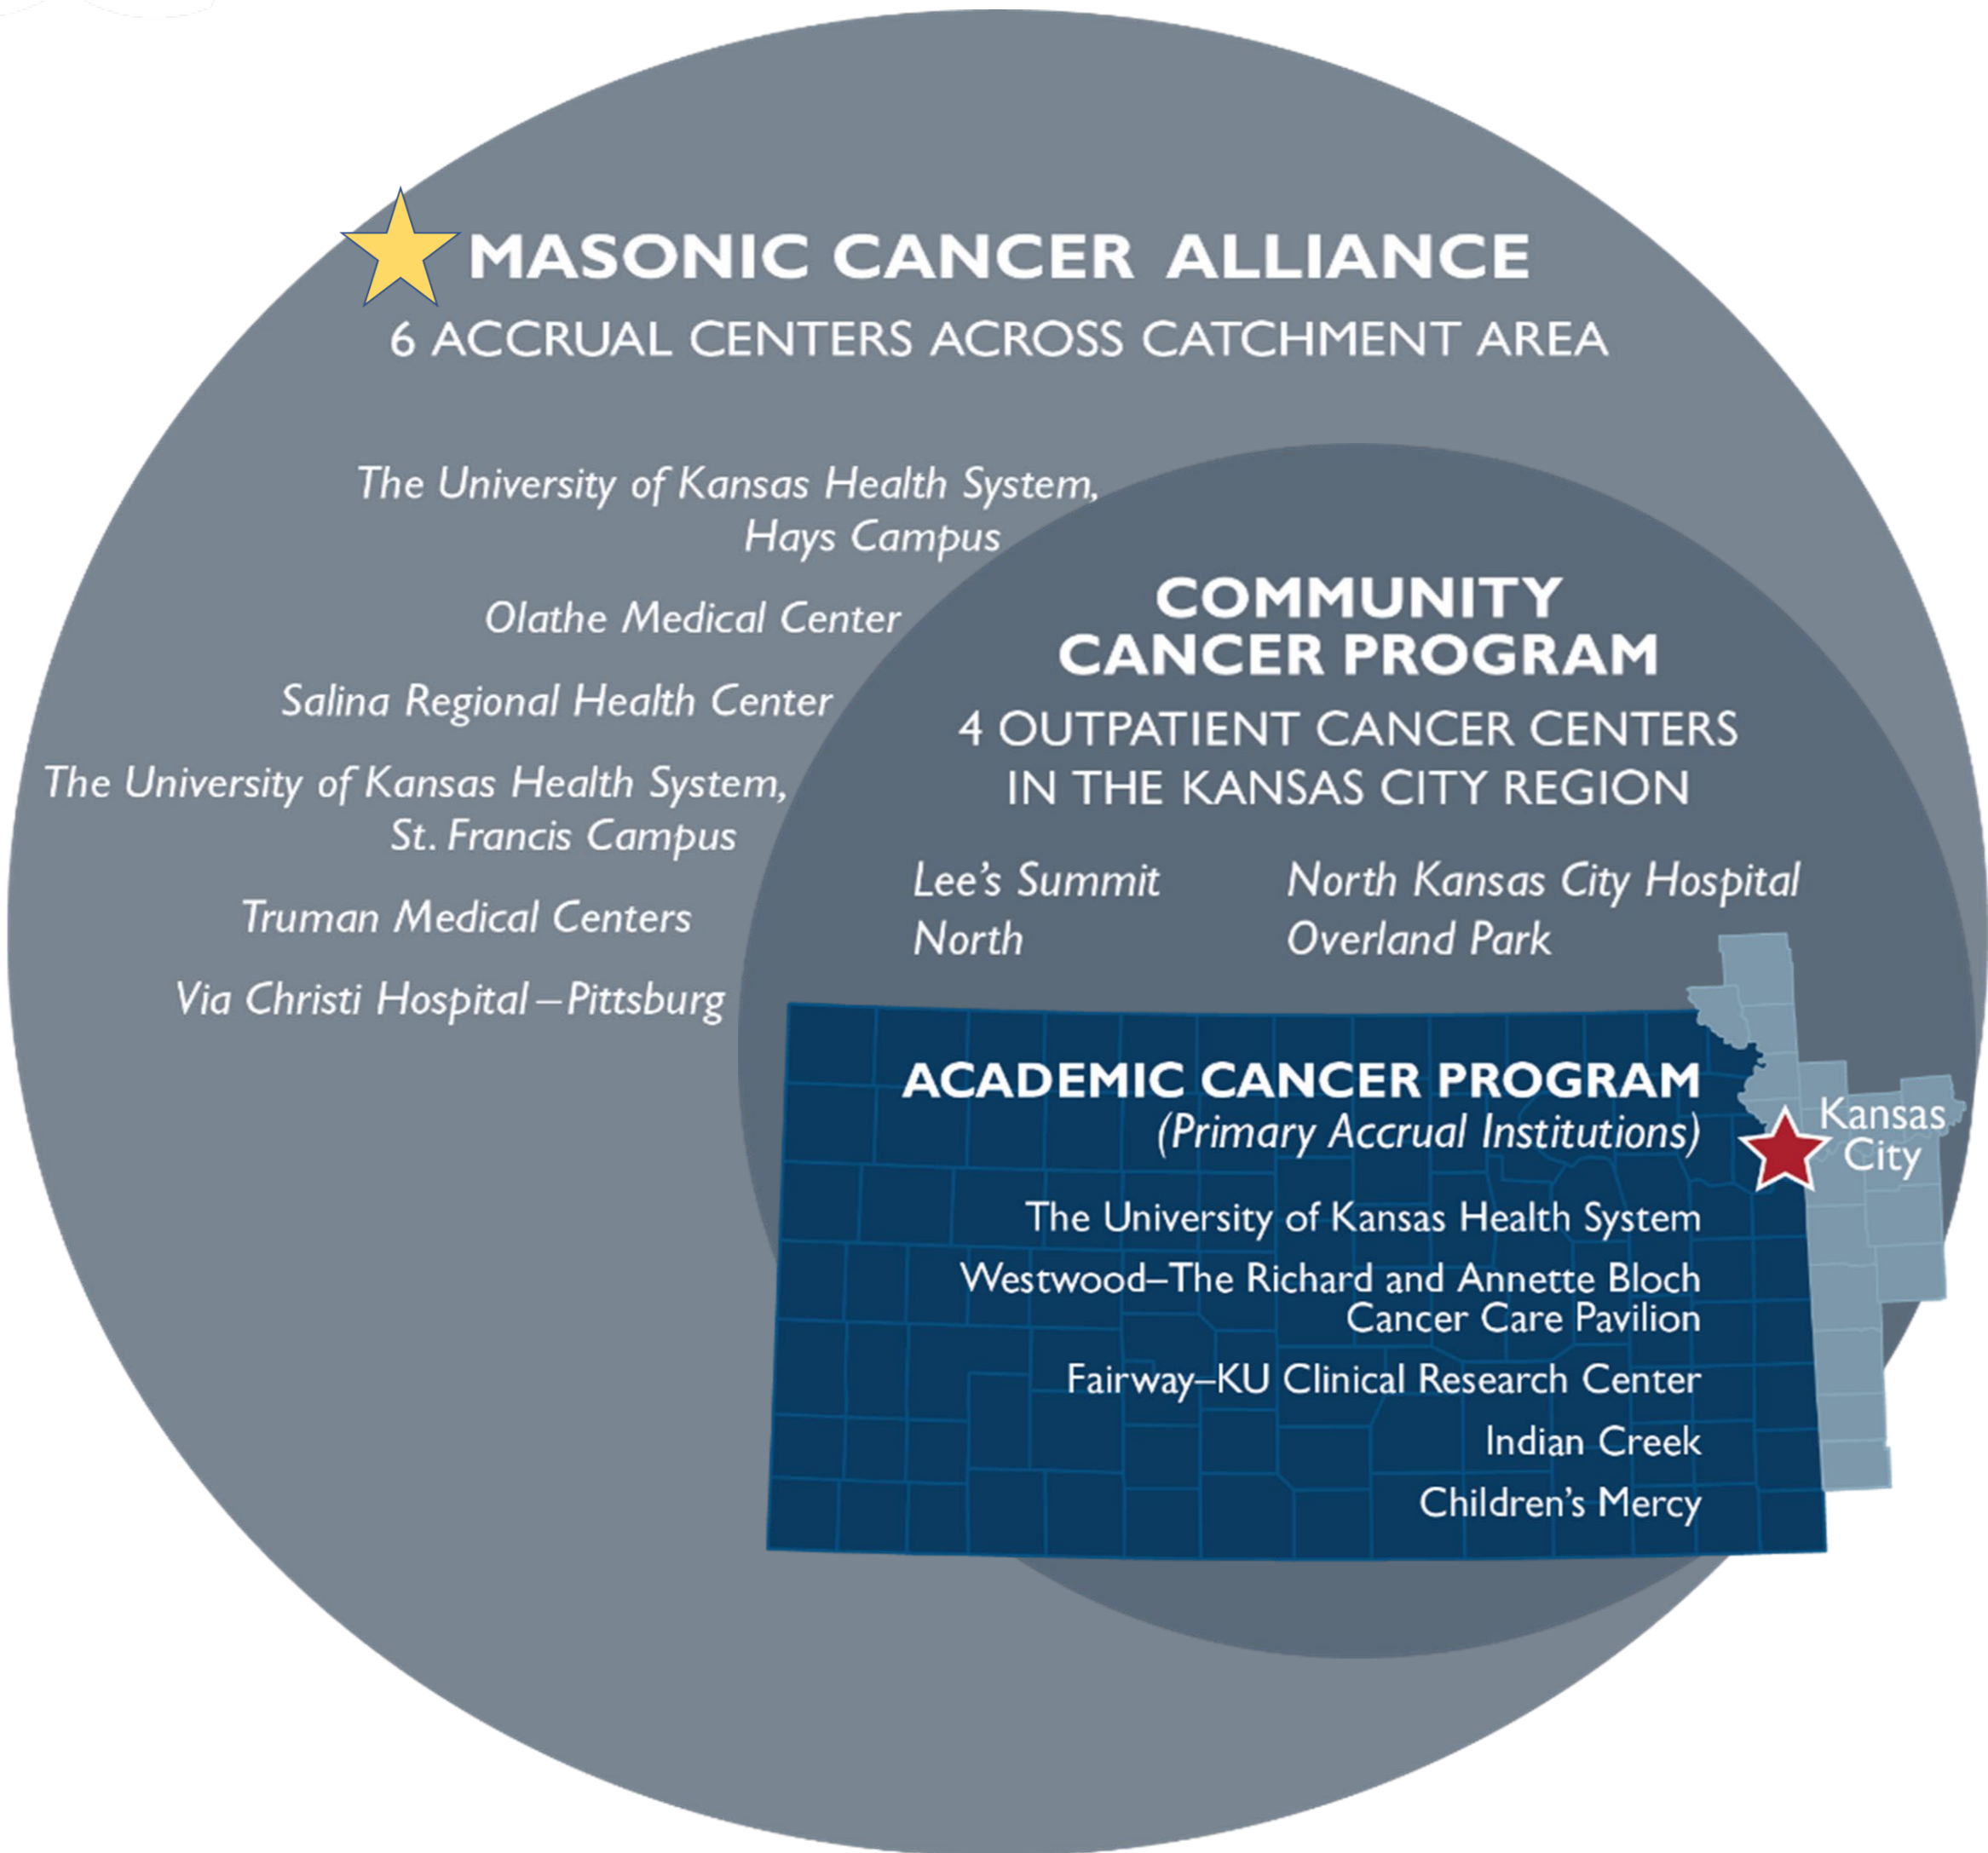 MASONIC CANCER ALLIANCE
6 ACCRUAL CENTERS ACROSS CATCHMENT AREA
The University of Kansas Health System,
Hays Campus
Olathe Medical Center
Salina Regional Health Center
The University of Kansas Health System,
St. Francis Campus
Truman Medical Centers
Via Christi Hospital–Pittsburg
COMMUNITY
CANCER PROGRAM
4 OUTPATIENT CANCER CENTERS
IN THE KANSAS CITY REGION
Lee's Summit
North
North Kansas City Hospital
Overland Park
ACADEMIC CANCER PROGRAM
(Primary Accrual Institutions)
The University of Kansas Health System
Westwood–The Richard and Annette Bloch
Cancer Care Pavilion
Fairway–KU Clinical Research Center
Indian Creek
Children's Mercy
Kansas
City